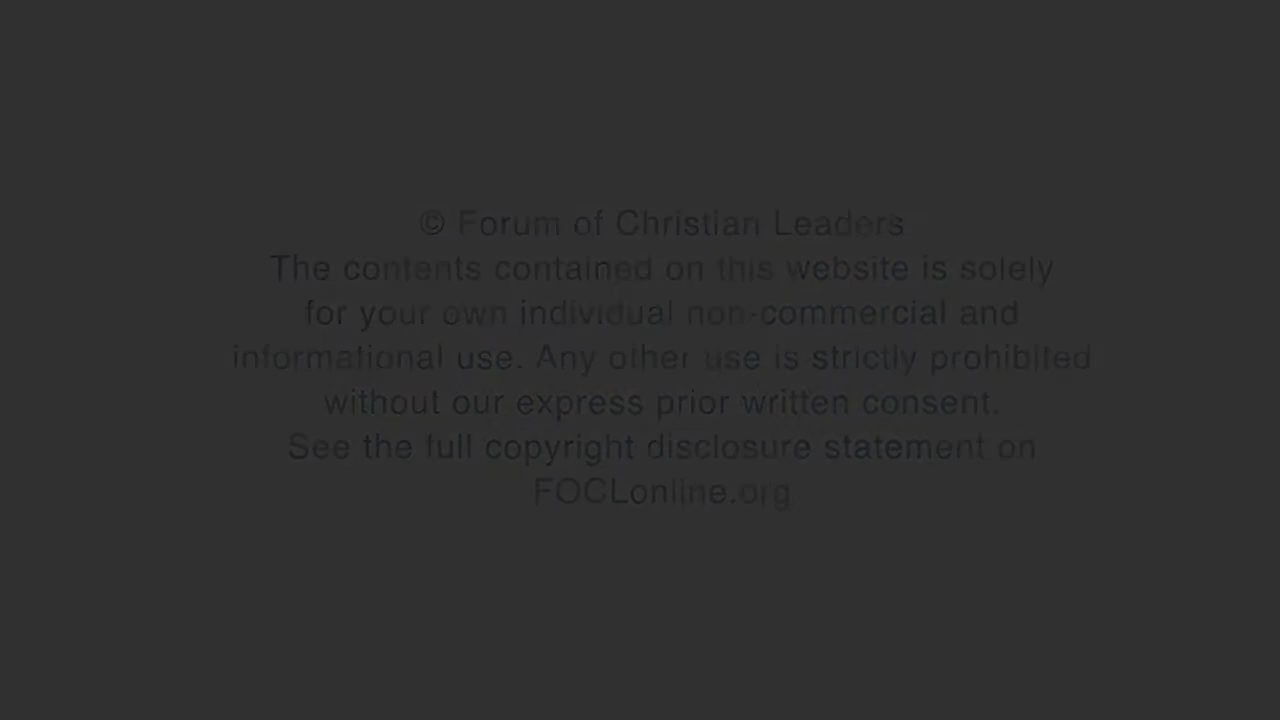 © Forum of Christian Leaders
The contents contained on this website is solely
for your own individual non-commercial and
informational use. Any other use is strictly prohibited
without our express prior written consent.
See the full copyright disclosure statement on
FOCLonline.org